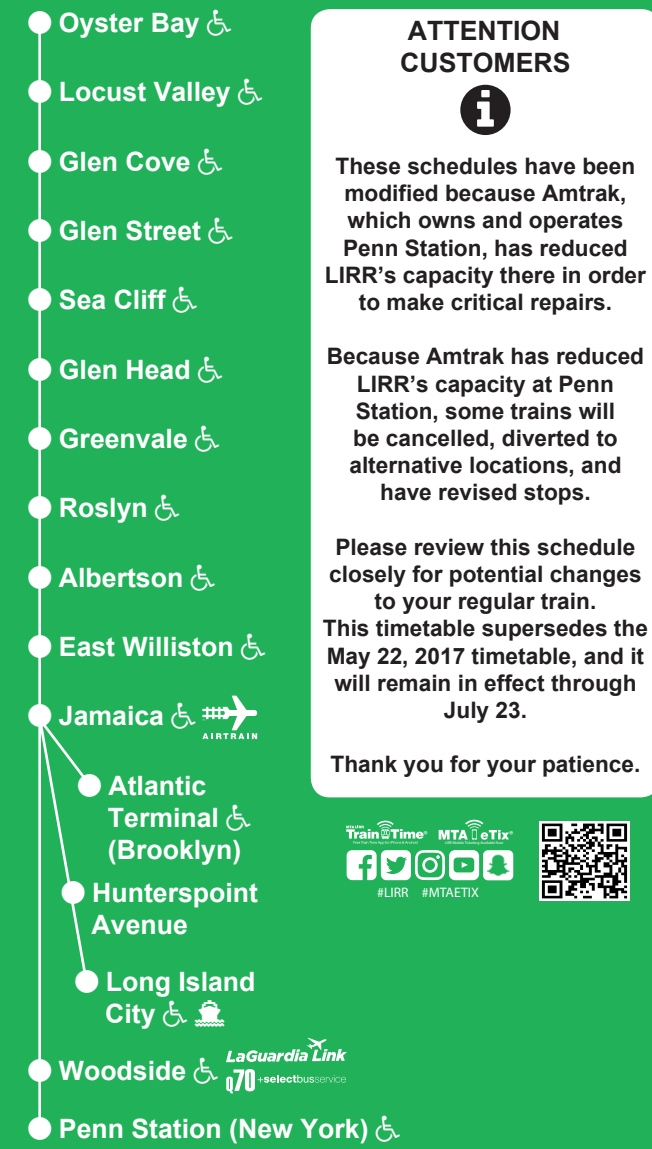 Oyster Bay
Locust Valley
Glen Cove
Glen Street
Sea Cliff
Glen Head
Greenvale
Roslyn
Albertson
East Williston
Jamaica
AIRTRAIN
Atlantic
Terminal
(Brooklyn)
Hunterspoint
Avenue
Long Island
City
Woodside
LaGuardia Link
Q70 +selectbusservice
Penn Station (New York)
ATTENTION
CUSTOMERS
These schedules have been
modified because Amtrak,
which owns and operates
Penn Station, has reduced
LIRR's capacity there in order
to make critical repairs.
Because Amtrak has reduced
LIRR's capacity at Penn
Station, some trains will
be cancelled, diverted to
alternative locations, and
have revised stops.
Please review this schedule
closely for potential changes
to your regular train.
This timetable supersedes the
May 22, 2017 timetable, and it
will remain in effect through
July 23.
Thank you for your patience.
Train Time® MTA eTix®
#LIRR #MTAETIX